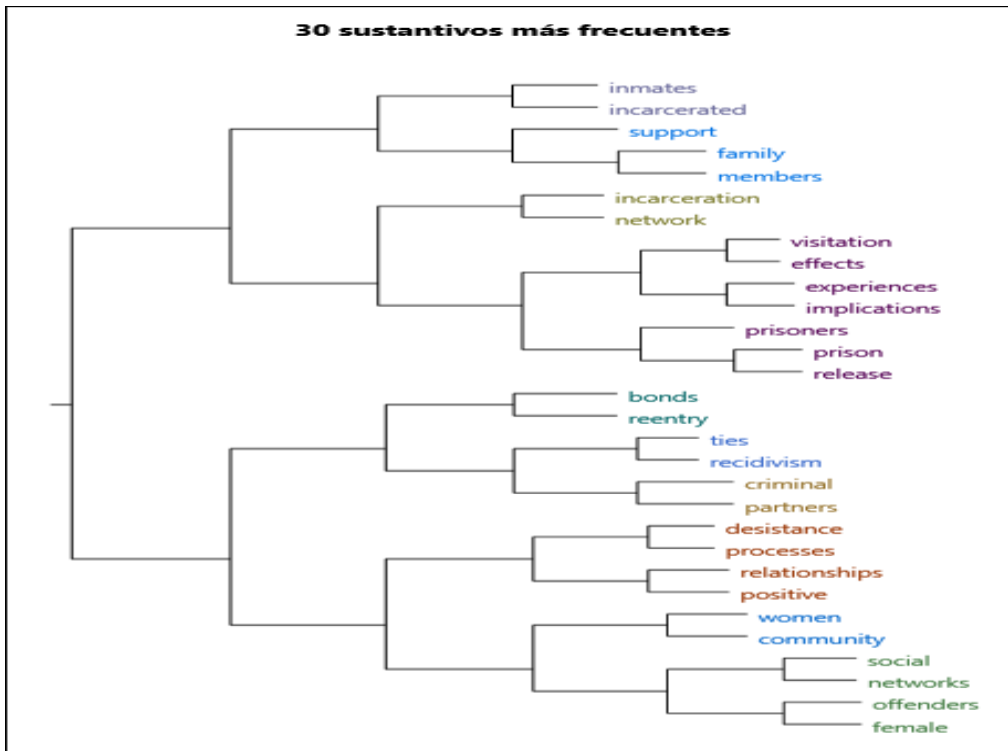 30 sustantivos más frecuentes
inmates
incarcerated
support
family
members
incarceration
network
visitation
effects
experiences
implications
prisoners
prison
release
bonds
reentry
ties
recidivism
criminal
partners
desistance
processes
relationships
positive
women
community
social
networks
offenders
female